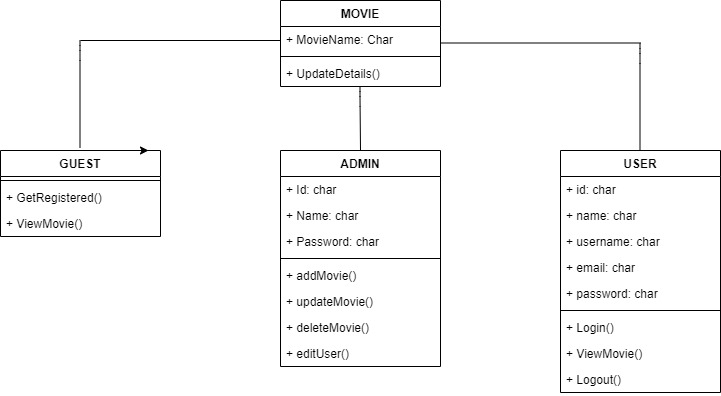 MOVIE
+ MovieName: Char
+ UpdateDetails()
GUEST
+ GetRegistered()
+ ViewMovie()
ADMIN
+ Id: char
+ Name: char
+ Password: char
+ addMovie()
+ updateMovie()
+ deleteMovie()
+ editUser()
USER
+ id: char
+ name: char
+ username: char
+ email: char
+ password: char
+ Login()
+ ViewMovie()
+ Logout()